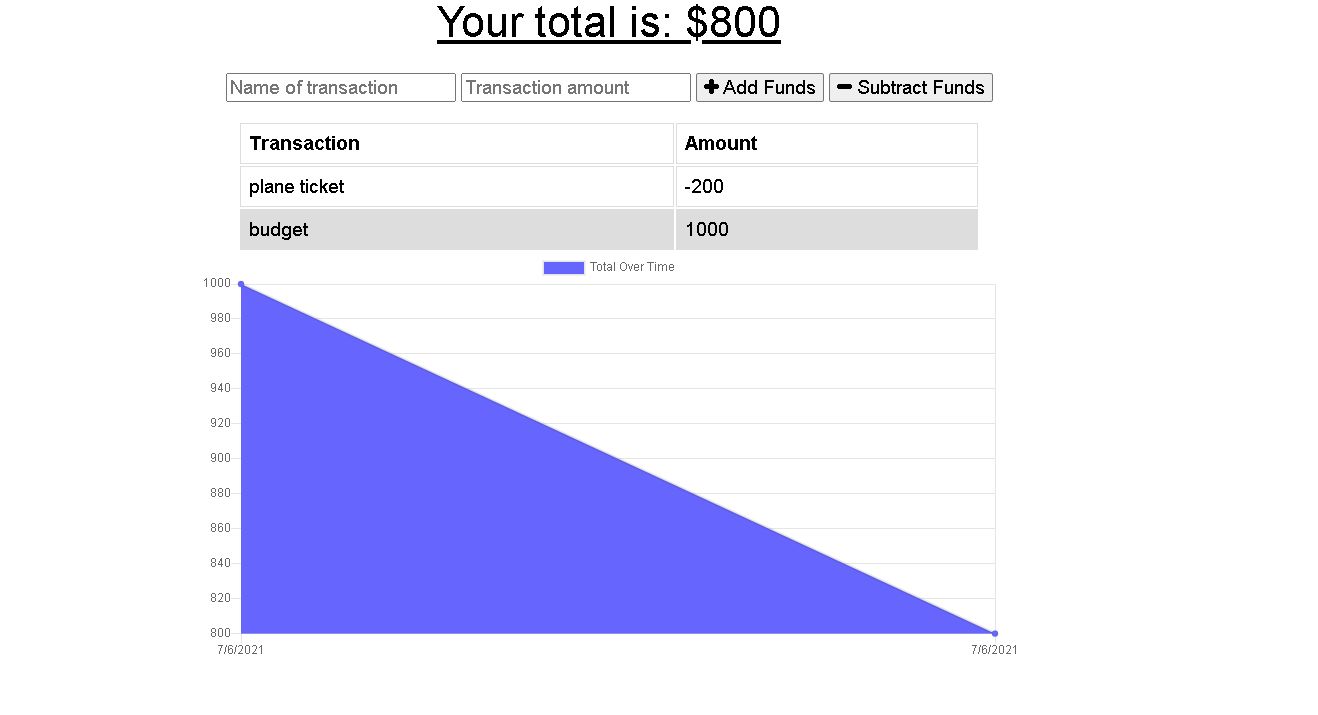 Your total is: $800
Name of transaction Transaction amount Add Funds Subtract Funds
Transaction Amount
plane ticket -200
budget 1000
Total Over Time
1000
980
960
940
920
900
880
860
840
820
800
7/6/2021 7/6/2021